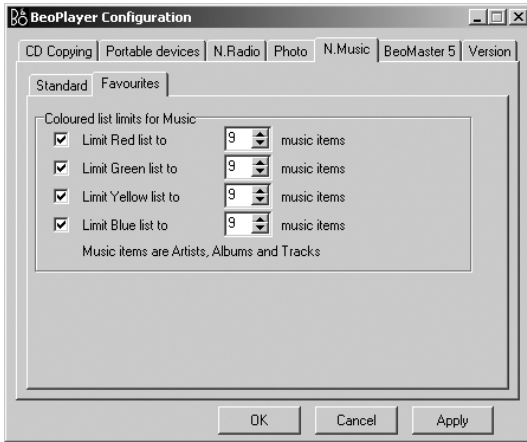 BeoPlayer Configuration
CD Copying Portable devices N.Radio Photo N.Music BeoMaster 5 Version
Standard Favourites
Coloured list limits for Music
Limit Red list to 9 music items
Limit Green list to 9 music items
Limit Yellow list to 9 music items
Limit Blue list to 9 music items
Music items are Artists, Albums and Tracks
OK Cancel Apply